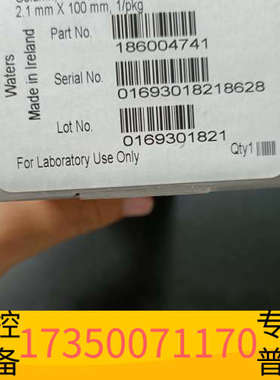 2.1 mm X 100 mm, 1/pkg
Waters
Made in Ireland
Part No.
186004741
Serial No.
01693018218628
Lot No.
0169301821
For Laboratory Use Only
Qty1
控 17350071170 专
备 普